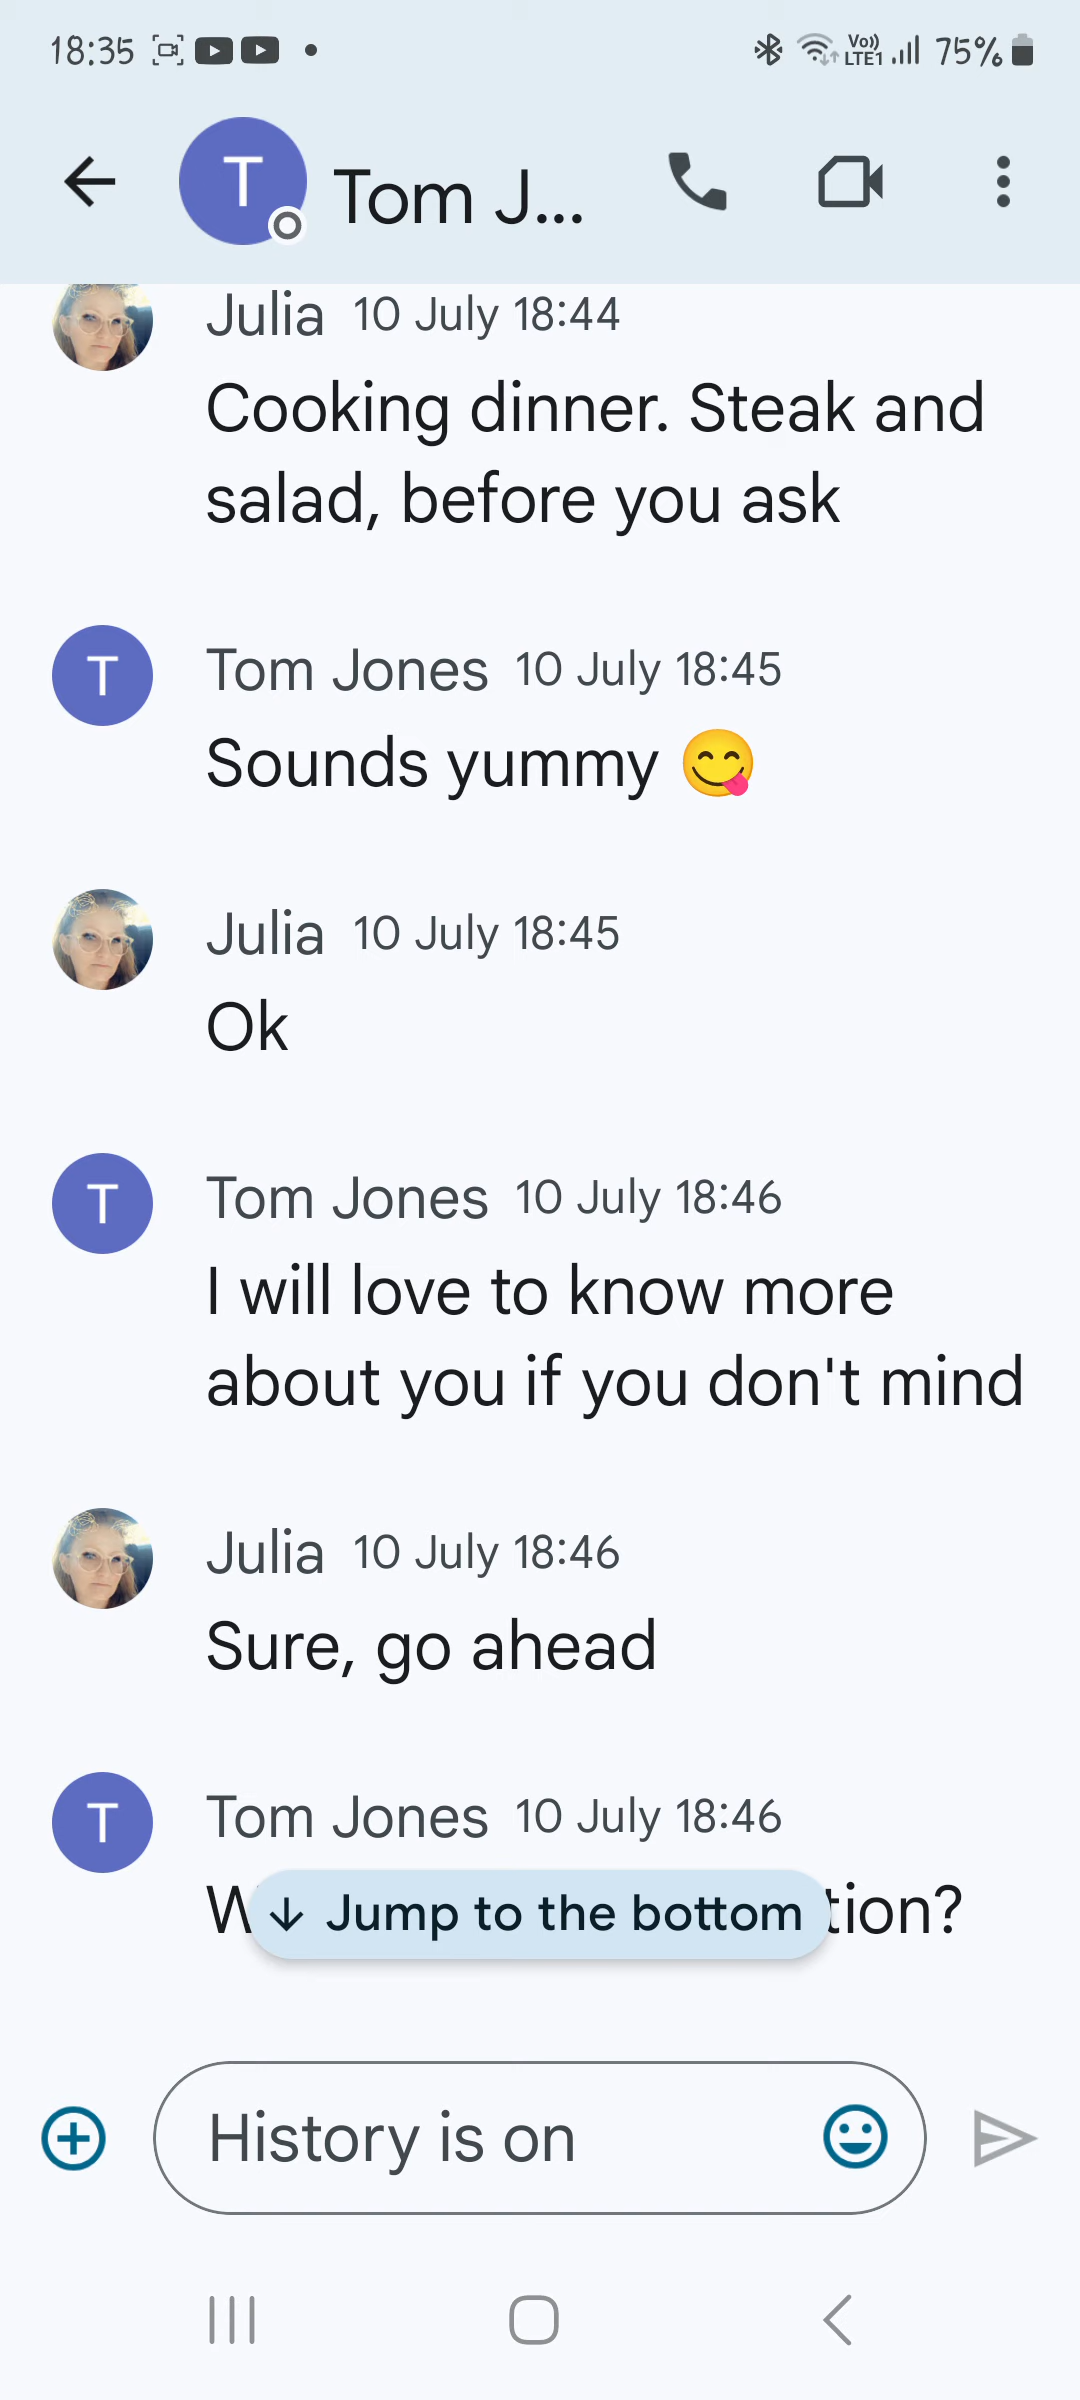 18:35 Vo)) LTE1 75%
T Tom J...
Julia 10 July 18:44
Cooking dinner. Steak and
salad, before you ask
T Tom Jones 10 July 18:45
Sounds yummy 😋
Julia 10 July 18:45
Ok
T Tom Jones 10 July 18:46
I will love to know more
about you if you don't mind
Julia 10 July 18:46
Sure, go ahead
T Tom Jones 10 July 18:46
↓ Jump to the bottom
History is on